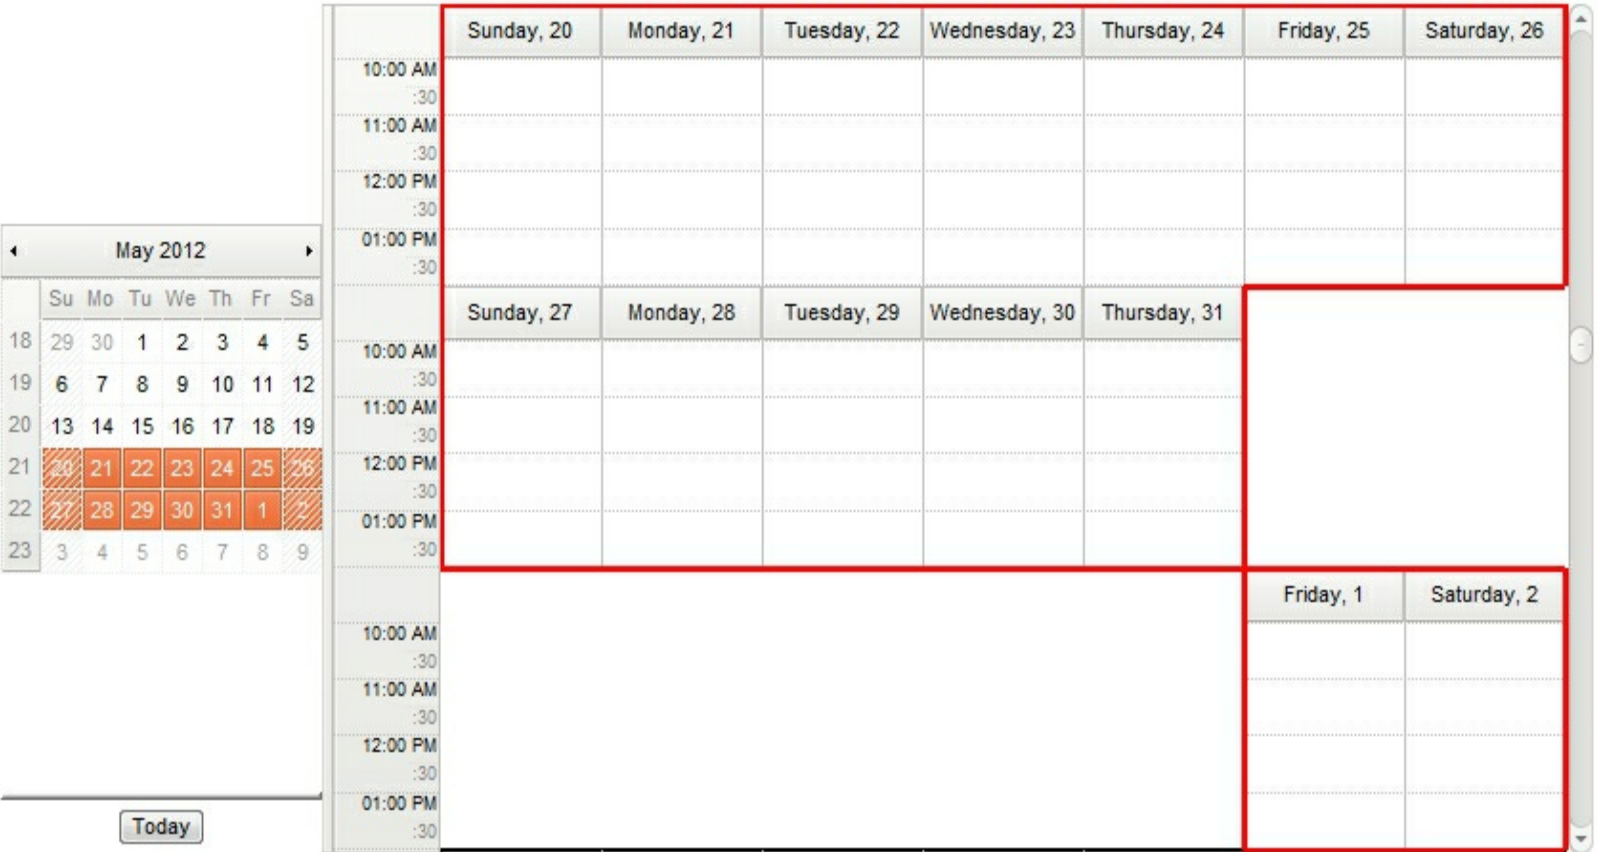 May 2012
Su Mo Tu We Th Fr Sa
18 29 30 1 2 3 4 5
19 6 7 8 9 10 11 12
20 13 14 15 16 17 18 19
21 20 21 22 23 24 25 26
22 27 28 29 30 31 1 2
23 3 4 5 6 7 8 9
Today
Sunday, 20 Monday, 21 Tuesday, 22 Wednesday, 23 Thursday, 24 Friday, 25 Saturday, 26
10:00 AM
:30
11:00 AM
:30
12:00 PM
:30
01:00 PM
:30
Sunday, 27 Monday, 28 Tuesday, 29 Wednesday, 30 Thursday, 31
10:00 AM
:30
11:00 AM
:30
12:00 PM
:30
01:00 PM
:30
Friday, 1 Saturday, 2
10:00 AM
:30
11:00 AM
:30
12:00 PM
:30
01:00 PM
:30